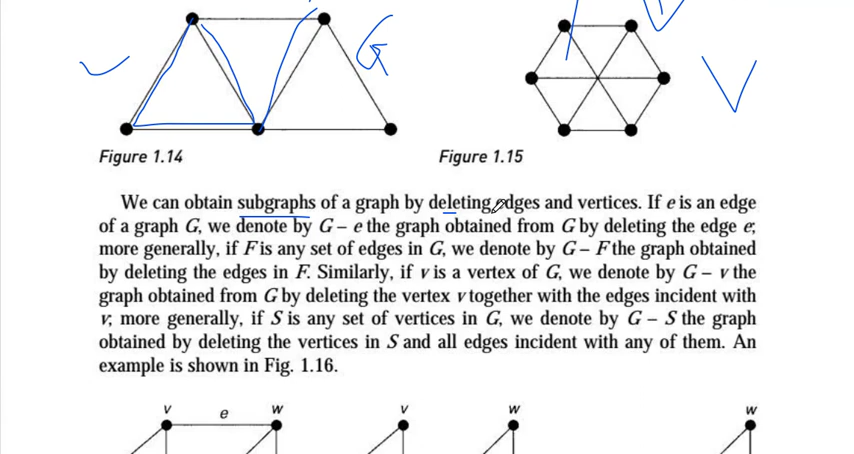 G
V
Figure 1.14
Figure 1.15
We can obtain subgraphs of a graph by deleting edges and vertices. If e is an edge
of a graph G, we denote by G – e the graph obtained from G by deleting the edge e;
more generally, if F is any set of edges in G, we denote by G – F the graph obtained
by deleting the edges in F. Similarly, if v is a vertex of G, we denote by G – v the
graph obtained from G by deleting the vertex v together with the edges incident with
v; more generally, if S is any set of vertices in G, we denote by G – S the graph
obtained by deleting the vertices in S and all edges incident with any of them. An
example is shown in Fig. 1.16.
v e w v w w